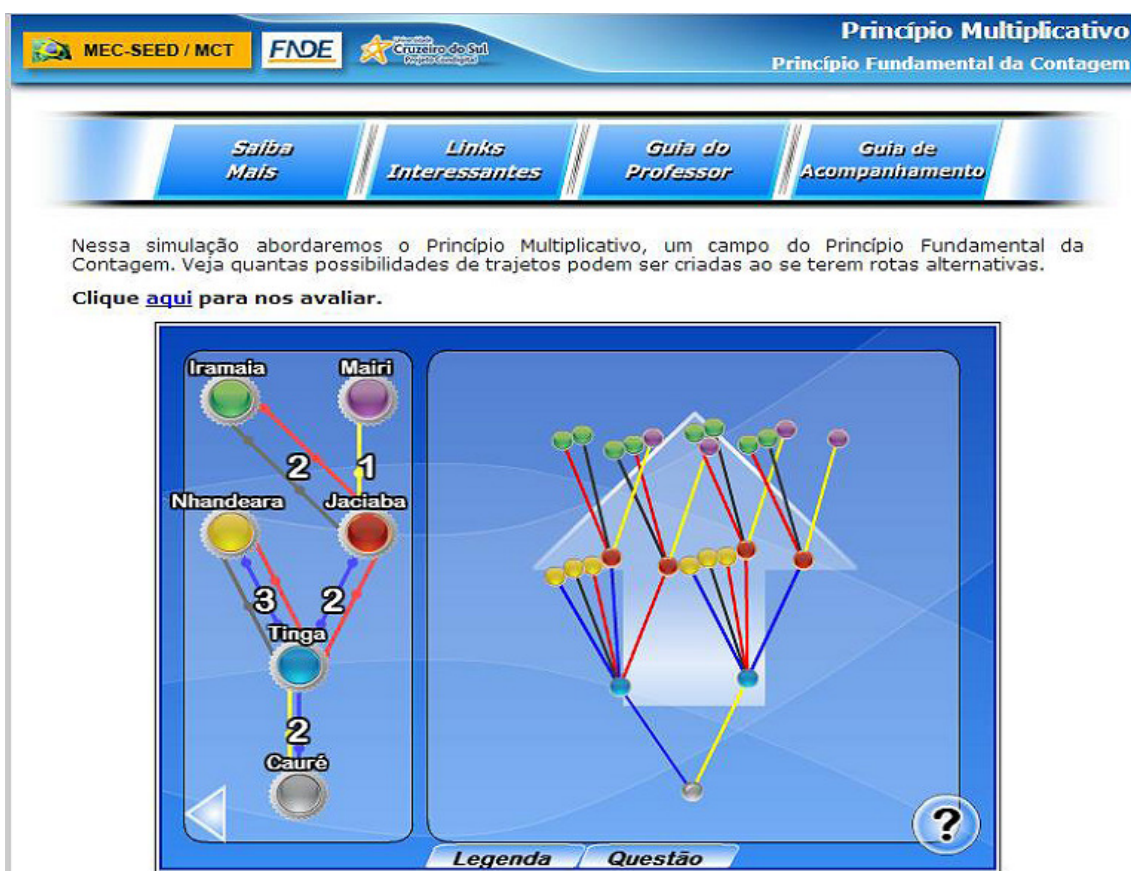 MEC-SEED / MCT
FNDE
Universidade
Cruzeiro do Sul
Projeto Condigital
Princípio Multiplicativo
Princípio Fundamental da Contagem
Saiba
Mais
Links
Interessantes
Guia do
Professor
Guia de
Acompanhamento
Nessa simulação abordaremos o Princípio Multiplicativo, um campo do Princípio Fundamental da
Contagem. Veja quantas possibilidades de trajetos podem ser criadas ao se terem rotas alternativas.
Clique aqui para nos avaliar.
Iramaia
Mairi
2
1
Nhandeara
Jaciaba
3
2
Tinga
2
Cauré
?
Legenda
Questão